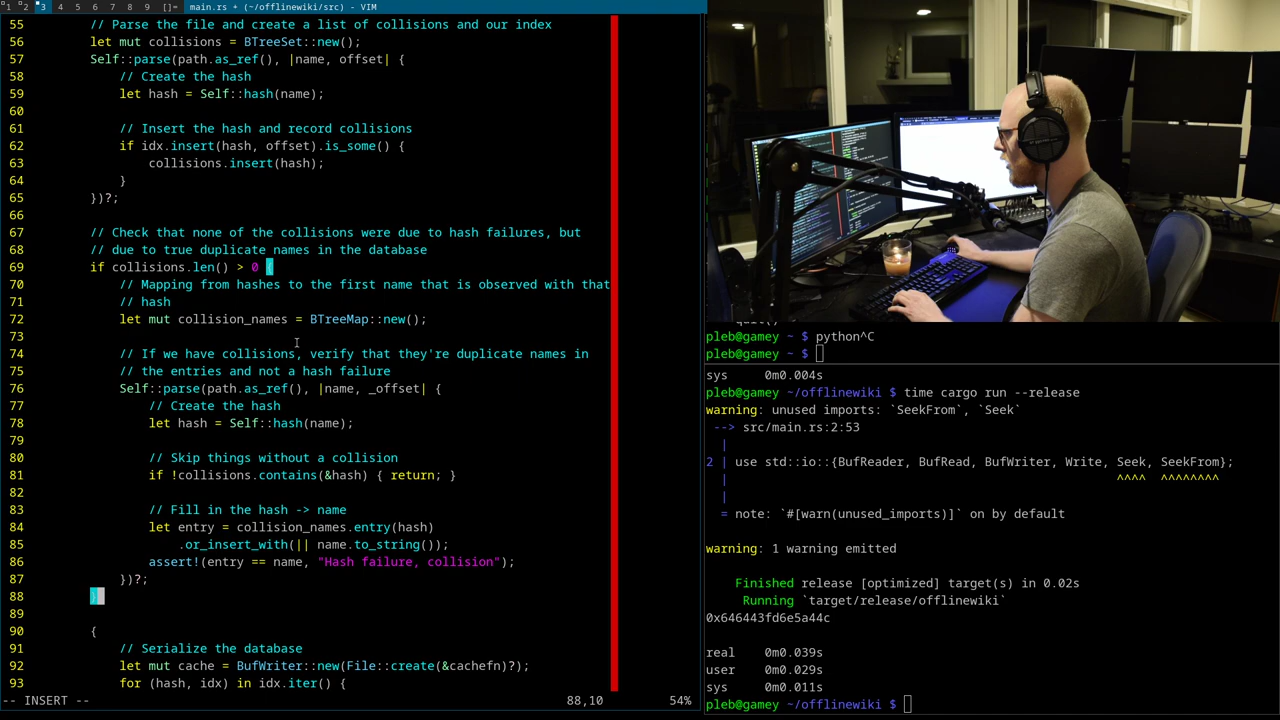 1 2 3 4 5 6 7 8 9 []= main.rs + (~/offlinewiki/src) - VIM
55 // Parse the file and create a list of collisions and our index
56 let mut collisions = BTreeSet::new();
57 Self::parse(path.as_ref(), |name, offset| {
58 // Create the hash
59 let hash = Self::hash(name);
60
61 // Insert the hash and record collisions
62 if idx.insert(hash, offset).is_some() {
63 collisions.insert(hash);
64 }
65 })?;
66
67 // Check that none of the collisions were due to hash failures, but
68 // due to true duplicate names in the database
69 if collisions.len() > 0 {
70 // Mapping from hashes to the first name that is observed with that
71 // hash
72 let mut collision_names = BTreeMap::new();
73
74 // If we have collisions, verify that they're duplicate names in
75 // the entries and not a hash failure
76 Self::parse(path.as_ref(), |name, _offset| {
77 // Create the hash
78 let hash = Self::hash(name);
79
80 // Skip things without a collision
81 if !collisions.contains(&hash) { return; }
82
83 // Fill in the hash -> name
84 let entry = collision_names.entry(hash)
85 .or_insert_with(|| name.to_string());
86 assert!(entry == name, "Hash failure, collision");
87 })?;
88 }
89
90 {
91 // Serialize the database
92 let mut cache = BufWriter::new(File::create(&cachefn)?);
93 for (hash, idx) in idx.iter() {
-- INSERT -- 88,10 54%
pleb@gamey ~ $ python^C
pleb@gamey ~ $
sys 0m0.004s
pleb@gamey ~/offlinewiki $ time cargo run --release
warning: unused imports: `SeekFrom`, `Seek`
--> src/main.rs:2:53
|
2 | use std::io::{BufReader, BufRead, BufWriter, Write, Seek, SeekFrom};
| ^^^^ ^^^^^^^^
|
= note: `#[warn(unused_imports)]` on by default
warning: 1 warning emitted
Finished release [optimized] target(s) in 0.02s
Running `target/release/offlinewiki`
0x646443fd6e5a44c
real 0m0.039s
user 0m0.029s
sys 0m0.011s
pleb@gamey ~/offlinewiki $